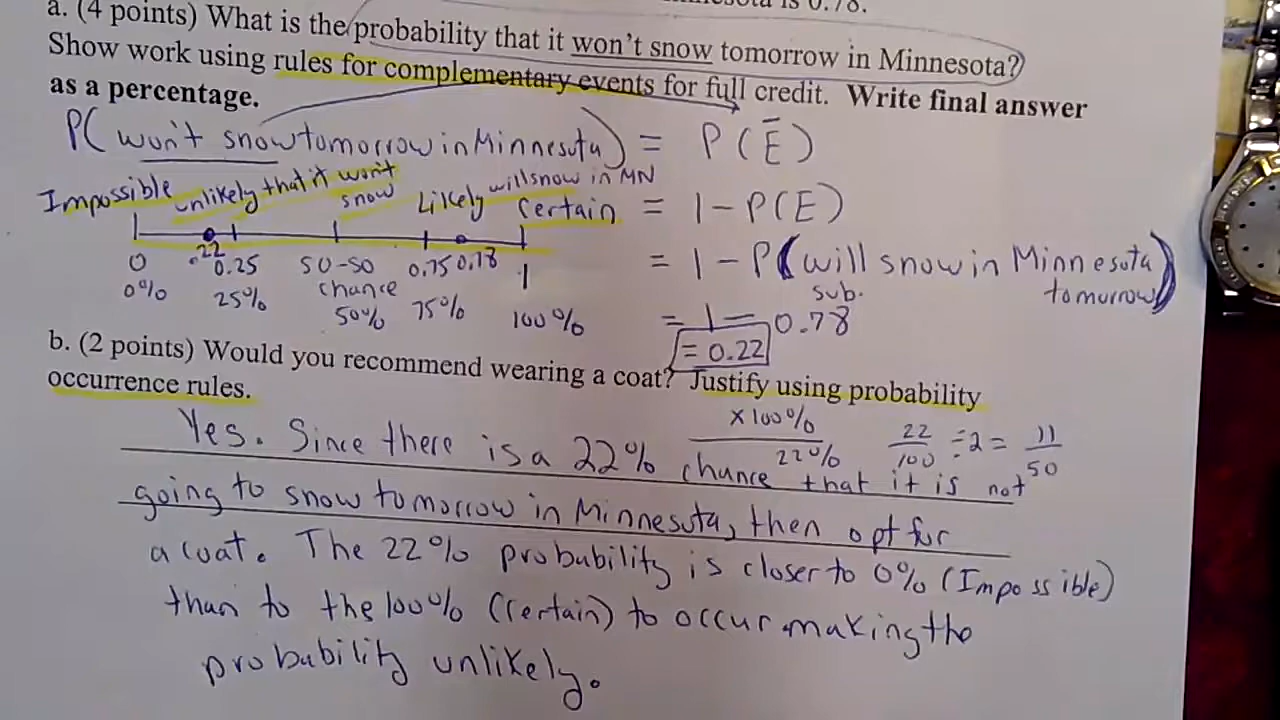 is 0.78.
a. (4 points) What is the probability that it won't snow tomorrow in Minnesota?
Show work using rules for complementary events for full credit. Write final answer
as a percentage.
P(won't snow tomorrow in Minnesota) = P(Ē)
Impossible unlikely that it won't snow Likely will snow in MN Certain = 1-P(E)
.22 0.25 50-50 chance 0.75 0.78 1
0
0% 25% 50% 75% 100%
= 1-P(will snow in Minnesota tomorrow)
sub.
= 1 - 0.78
= 0.22
b. (2 points) Would you recommend wearing a coat? Justify using probability
occurrence rules.
x100%
22%
22/100 ÷2 = 11/50
Yes. Since there is a 22% chance that it is not
going to snow tomorrow in Minnesota, then opt for
a coat. The 22% probability is closer to 0% (Impossible)
than to the 100% (Certain) to occur making the
probability unlikely.